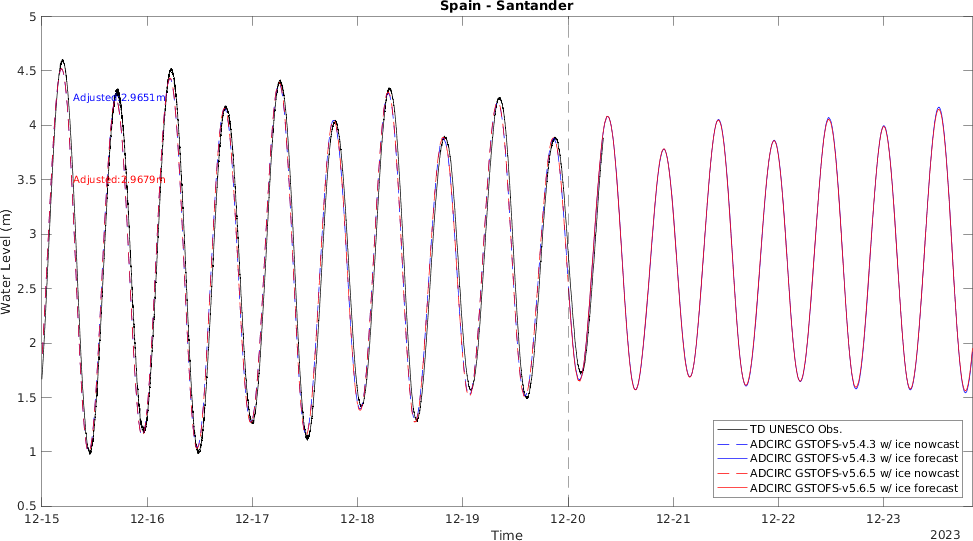 Spain - Santander
5
4.5
4
3.5
3
2.5
2
1.5
1
0.5
Water Level (m)
Adjusted:2.9651m
Adjusted:2.9679m
TD UNESCO Obs.
ADCIRC GSTOFS-v5.4.3 w/ ice nowcast
ADCIRC GSTOFS-v5.4.3 w/ ice forecast
ADCIRC GSTOFS-v5.6.5 w/ ice nowcast
ADCIRC GSTOFS-v5.6.5 w/ ice forecast
12-15 12-16 12-17 12-18 12-19 12-20 12-21 12-22 12-23
Time
2023